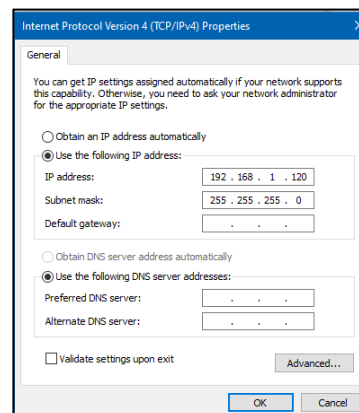 Internet Protocol Version 4 (TCP/IPv4) Properties
General
You can get IP settings assigned automatically if your network supports
this capability. Otherwise, you need to ask your network administrator
for the appropriate IP settings.
Obtain an IP address automatically
Use the following IP address:
IP address: 192 . 168 . 1 . 120
Subnet mask: 255 . 255 . 255 . 0
Default gateway: . . .
Obtain DNS server address automatically
Use the following DNS server addresses:
Preferred DNS server: . . .
Alternate DNS server: . . .
Validate settings upon exit
Advanced...
OK Cancel